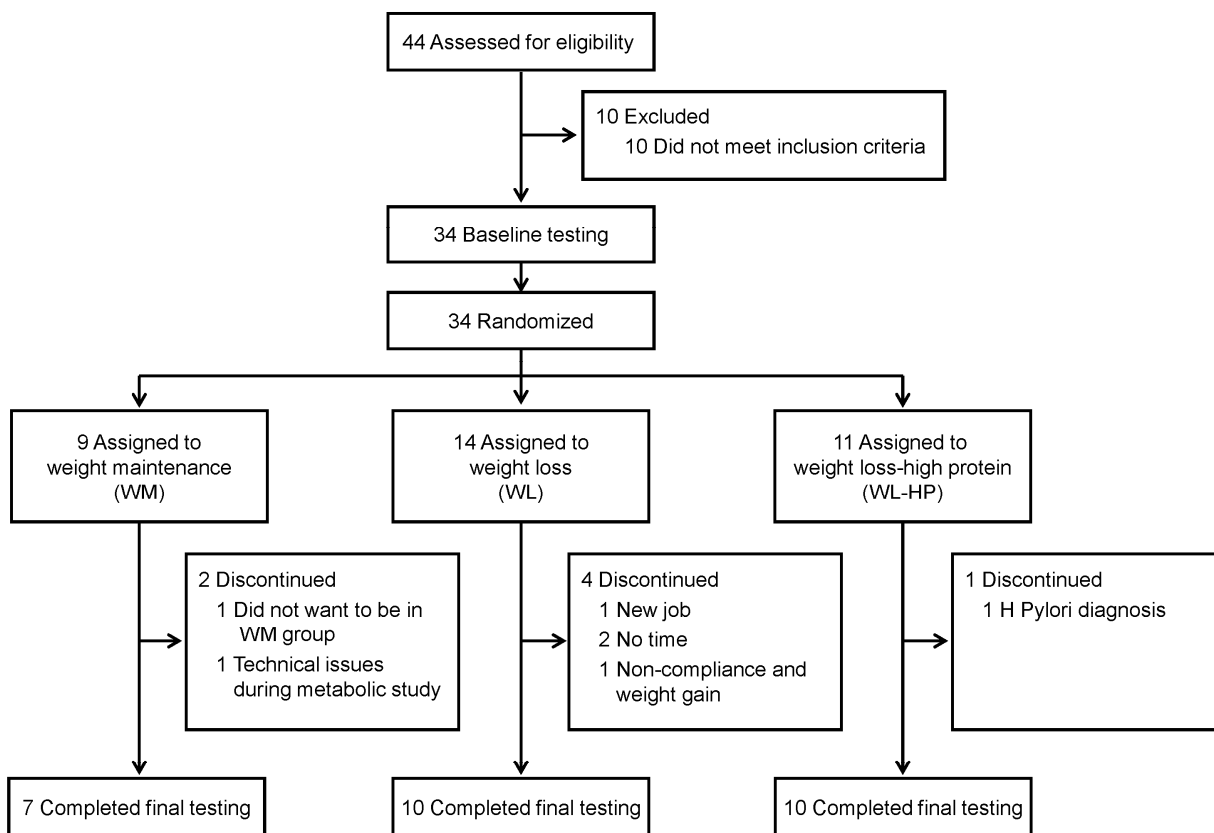 44 Assessed for eligibility
10 Excluded
10 Did not meet inclusion criteria
34 Baseline testing
34 Randomized
9 Assigned to
weight maintenance
(WM)
14 Assigned to
weight loss
(WL)
11 Assigned to
weight loss-high protein
(WL-HP)
2 Discontinued
1 Did not want to be in
WM group
1 Technical issues
during metabolic study
4 Discontinued
1 New job
2 No time
1 Non-compliance and
weight gain
1 Discontinued
1 H Pylori diagnosis
7 Completed final testing
10 Completed final testing
10 Completed final testing